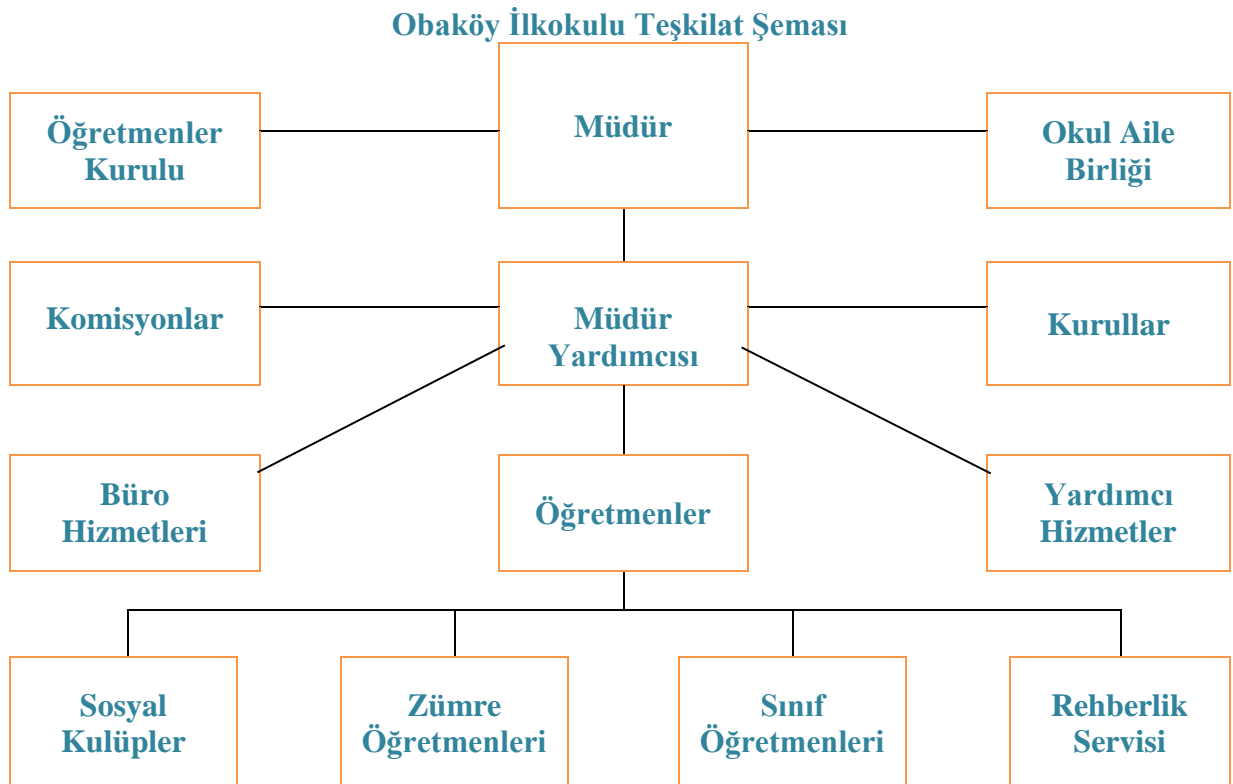 Obaköy İlkokulu Teşkilat Şeması
Öğretmenler
Kurulu
Müdür
Okul Aile
Birliği
Komisyonlar
Müdür
Yardımcısı
Kurullar
Büro
Hizmetleri
Öğretmenler
Yardımcı
Hizmetler
Sosyal
Kulüpler
Zümre
Öğretmenleri
Sınıf
Öğretmenleri
Rehberlik
Servisi